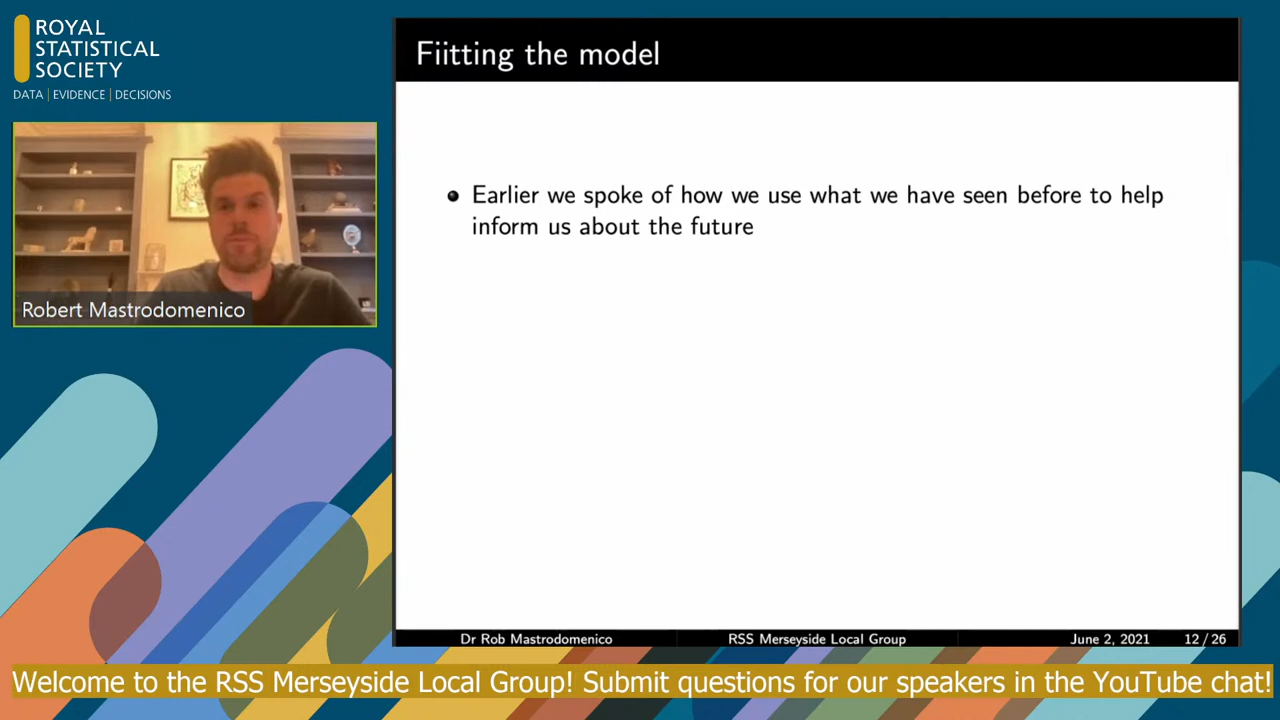 ROYAL
STATISTICAL
SOCIETY
DATA | EVIDENCE | DECISIONS
Robert Mastrodomenico
Fiitting the model
Earlier we spoke of how we use what we have seen before to help
inform us about the future
Dr Rob Mastrodomenico RSS Merseyside Local Group June 2, 2021 12 / 26
Welcome to the RSS Merseyside Local Group! Submit questions for our speakers in the YouTube chat!